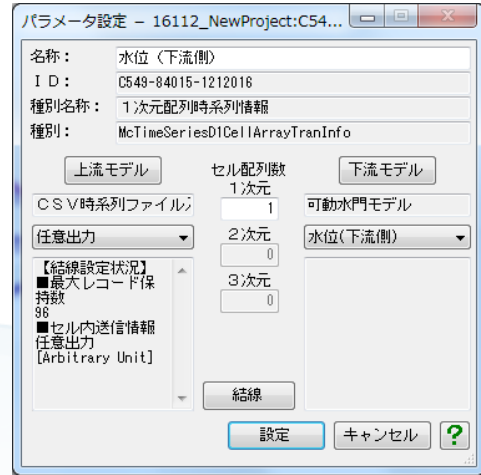 パラメータ設定 - 16112_NewProject:C54...
名称： 水位（下流側）
ＩＤ： C549-84015-1212016
種別名称： １次元配列時系列情報
種別： McTimeSeriesD1CellArrayTranInfo
上流モデル セル配列数 下流モデル
１次元
ＣＳＶ時系列ファイル 1 可動水門モデル
任意出力 ２次元 水位(下流側)
0
【結線設定状況】
■最大レコード保 ３次元
持数 0
96
■セル内送信情報
任意出力
[Arbitrary Unit]
結線
設定 キャンセル ?